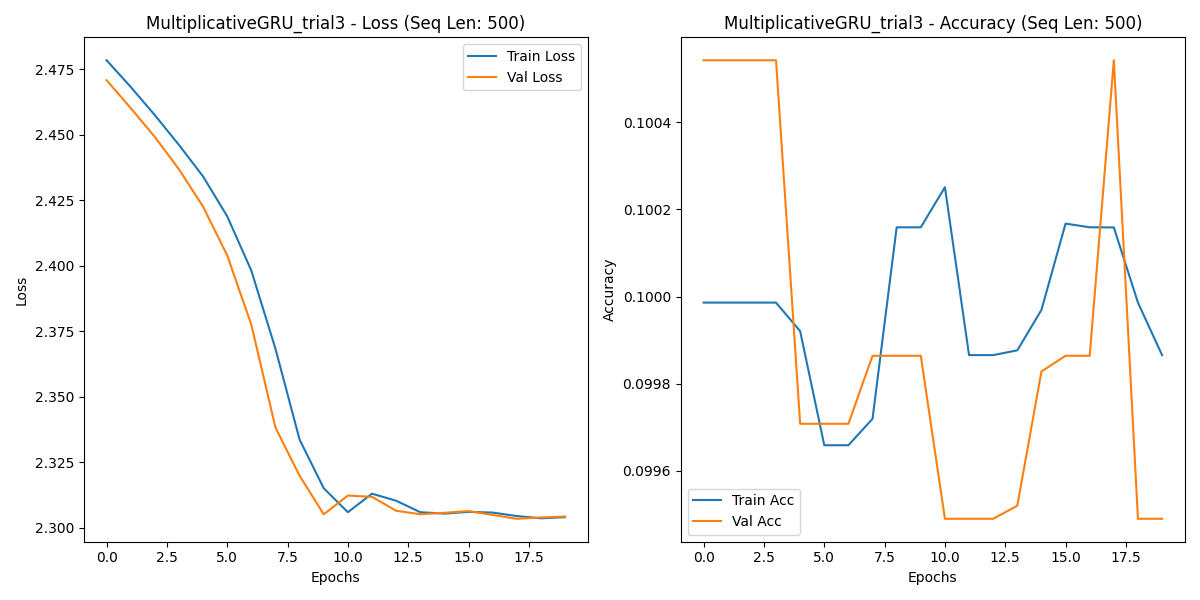 MultiplicativeGRU_trial3 - Loss (Seq Len: 500)
Train Loss
Val Loss
2.475
2.450
2.425
2.400
2.375
2.350
2.325
2.300
Loss
0.0
2.5
5.0
7.5
10.0
12.5
15.0
17.5
Epochs
MultiplicativeGRU_trial3 - Accuracy (Seq Len: 500)
0.1004
0.1002
0.1000
0.0998
0.0996
Accuracy
Train Acc
Val Acc
0.0
2.5
5.0
7.5
10.0
12.5
15.0
17.5
Epochs